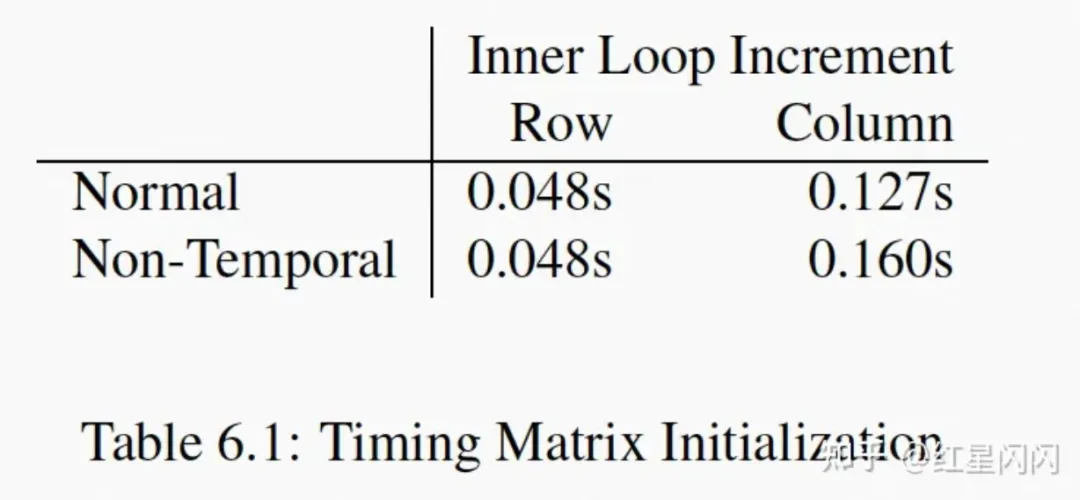 Inner Loop Increment
Row Column
Normal 0.048s 0.127s
Non-Temporal 0.048s 0.160s
Table 6.1: Timing Matrix Initialization
知乎 @红星闪闪